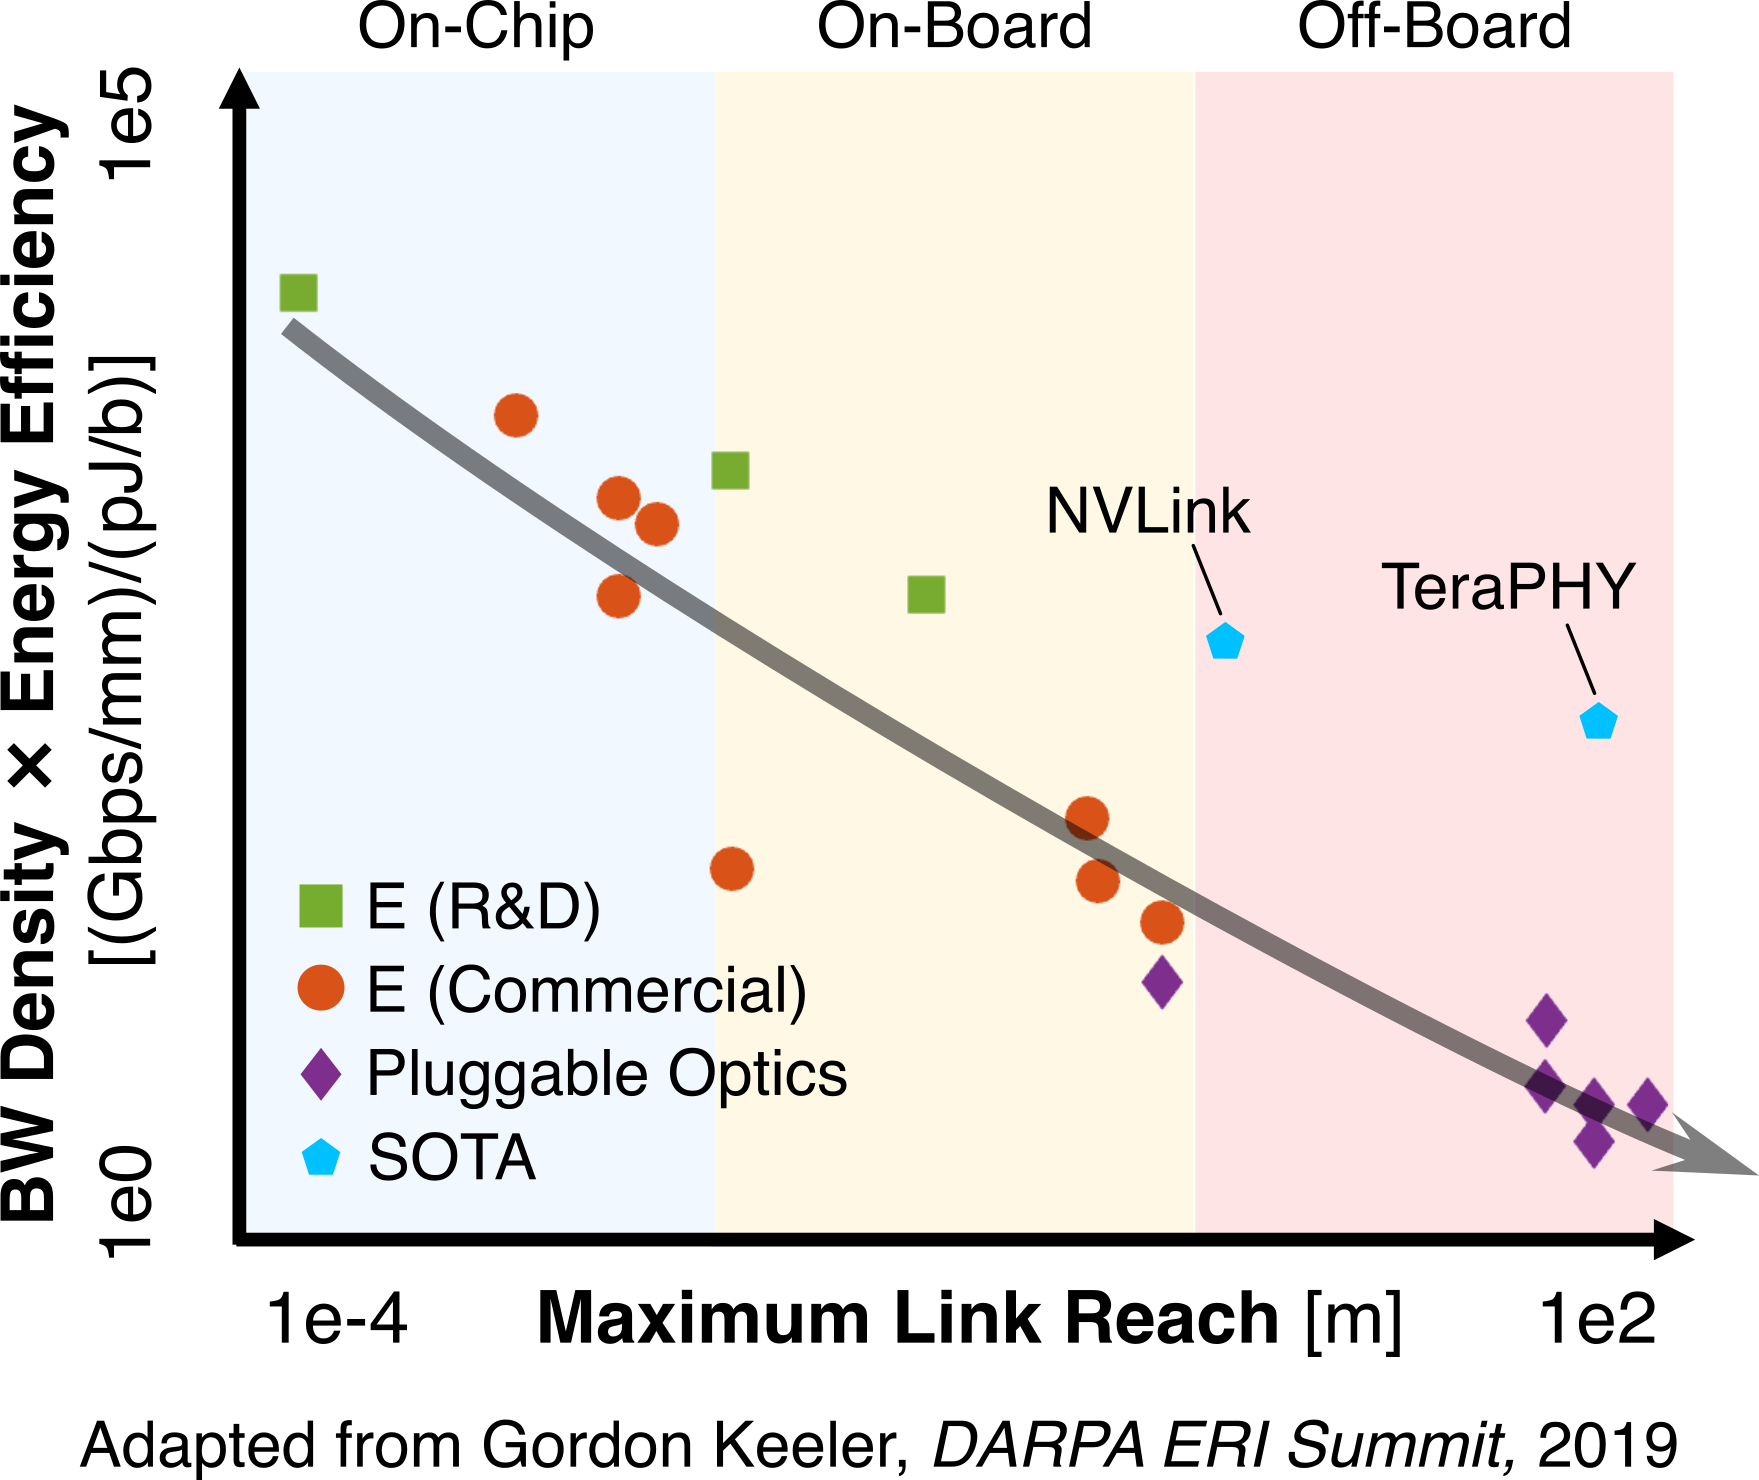 On-Chip
On-Board
Off-Board
BW Density × Energy Efficiency
[(Gbps/mm)/(pJ/b)]
1e5
1e0
NVLink
TeraPHY
E (R&D)
E (Commercial)
Pluggable Optics
SOTA
1e-4
Maximum Link Reach [m]
1e2
Adapted from Gordon Keeler, DARPA ERI Summit, 2019